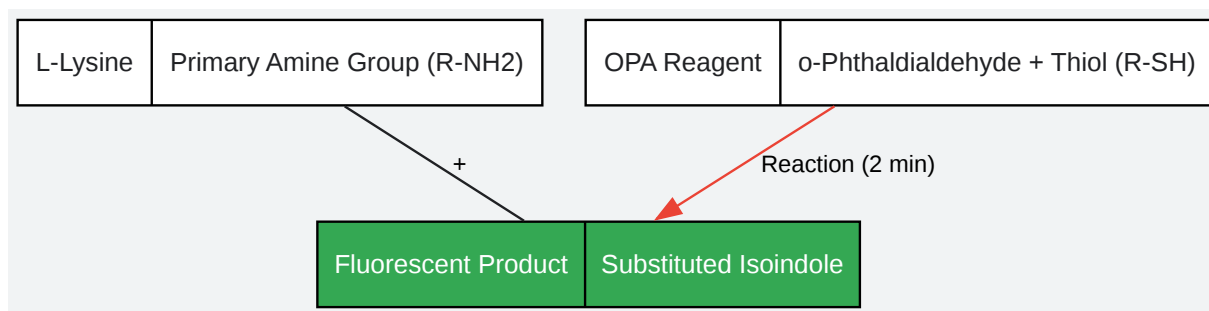 L-Lysine
Primary Amine Group (R-NH2)
OPA Reagent
o-Phthaldialdehyde + Thiol (R-SH)
+
Reaction (2 min)
Fluorescent Product
Substituted Isoindole